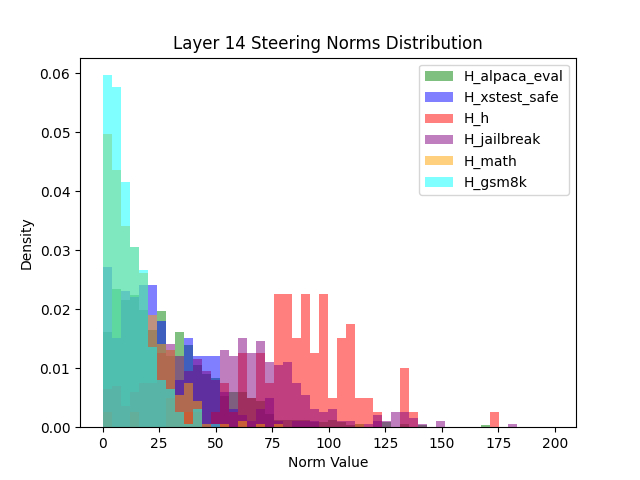 Layer 14 Steering Norms Distribution
H_alpaca_eval
H_xstest_safe
H_h
H_jailbreak
H_math
H_gsm8k
Density
0.06
0.05
0.04
0.03
0.02
0.01
0.00
0 25 50 75 100 125 150 175 200
Norm Value